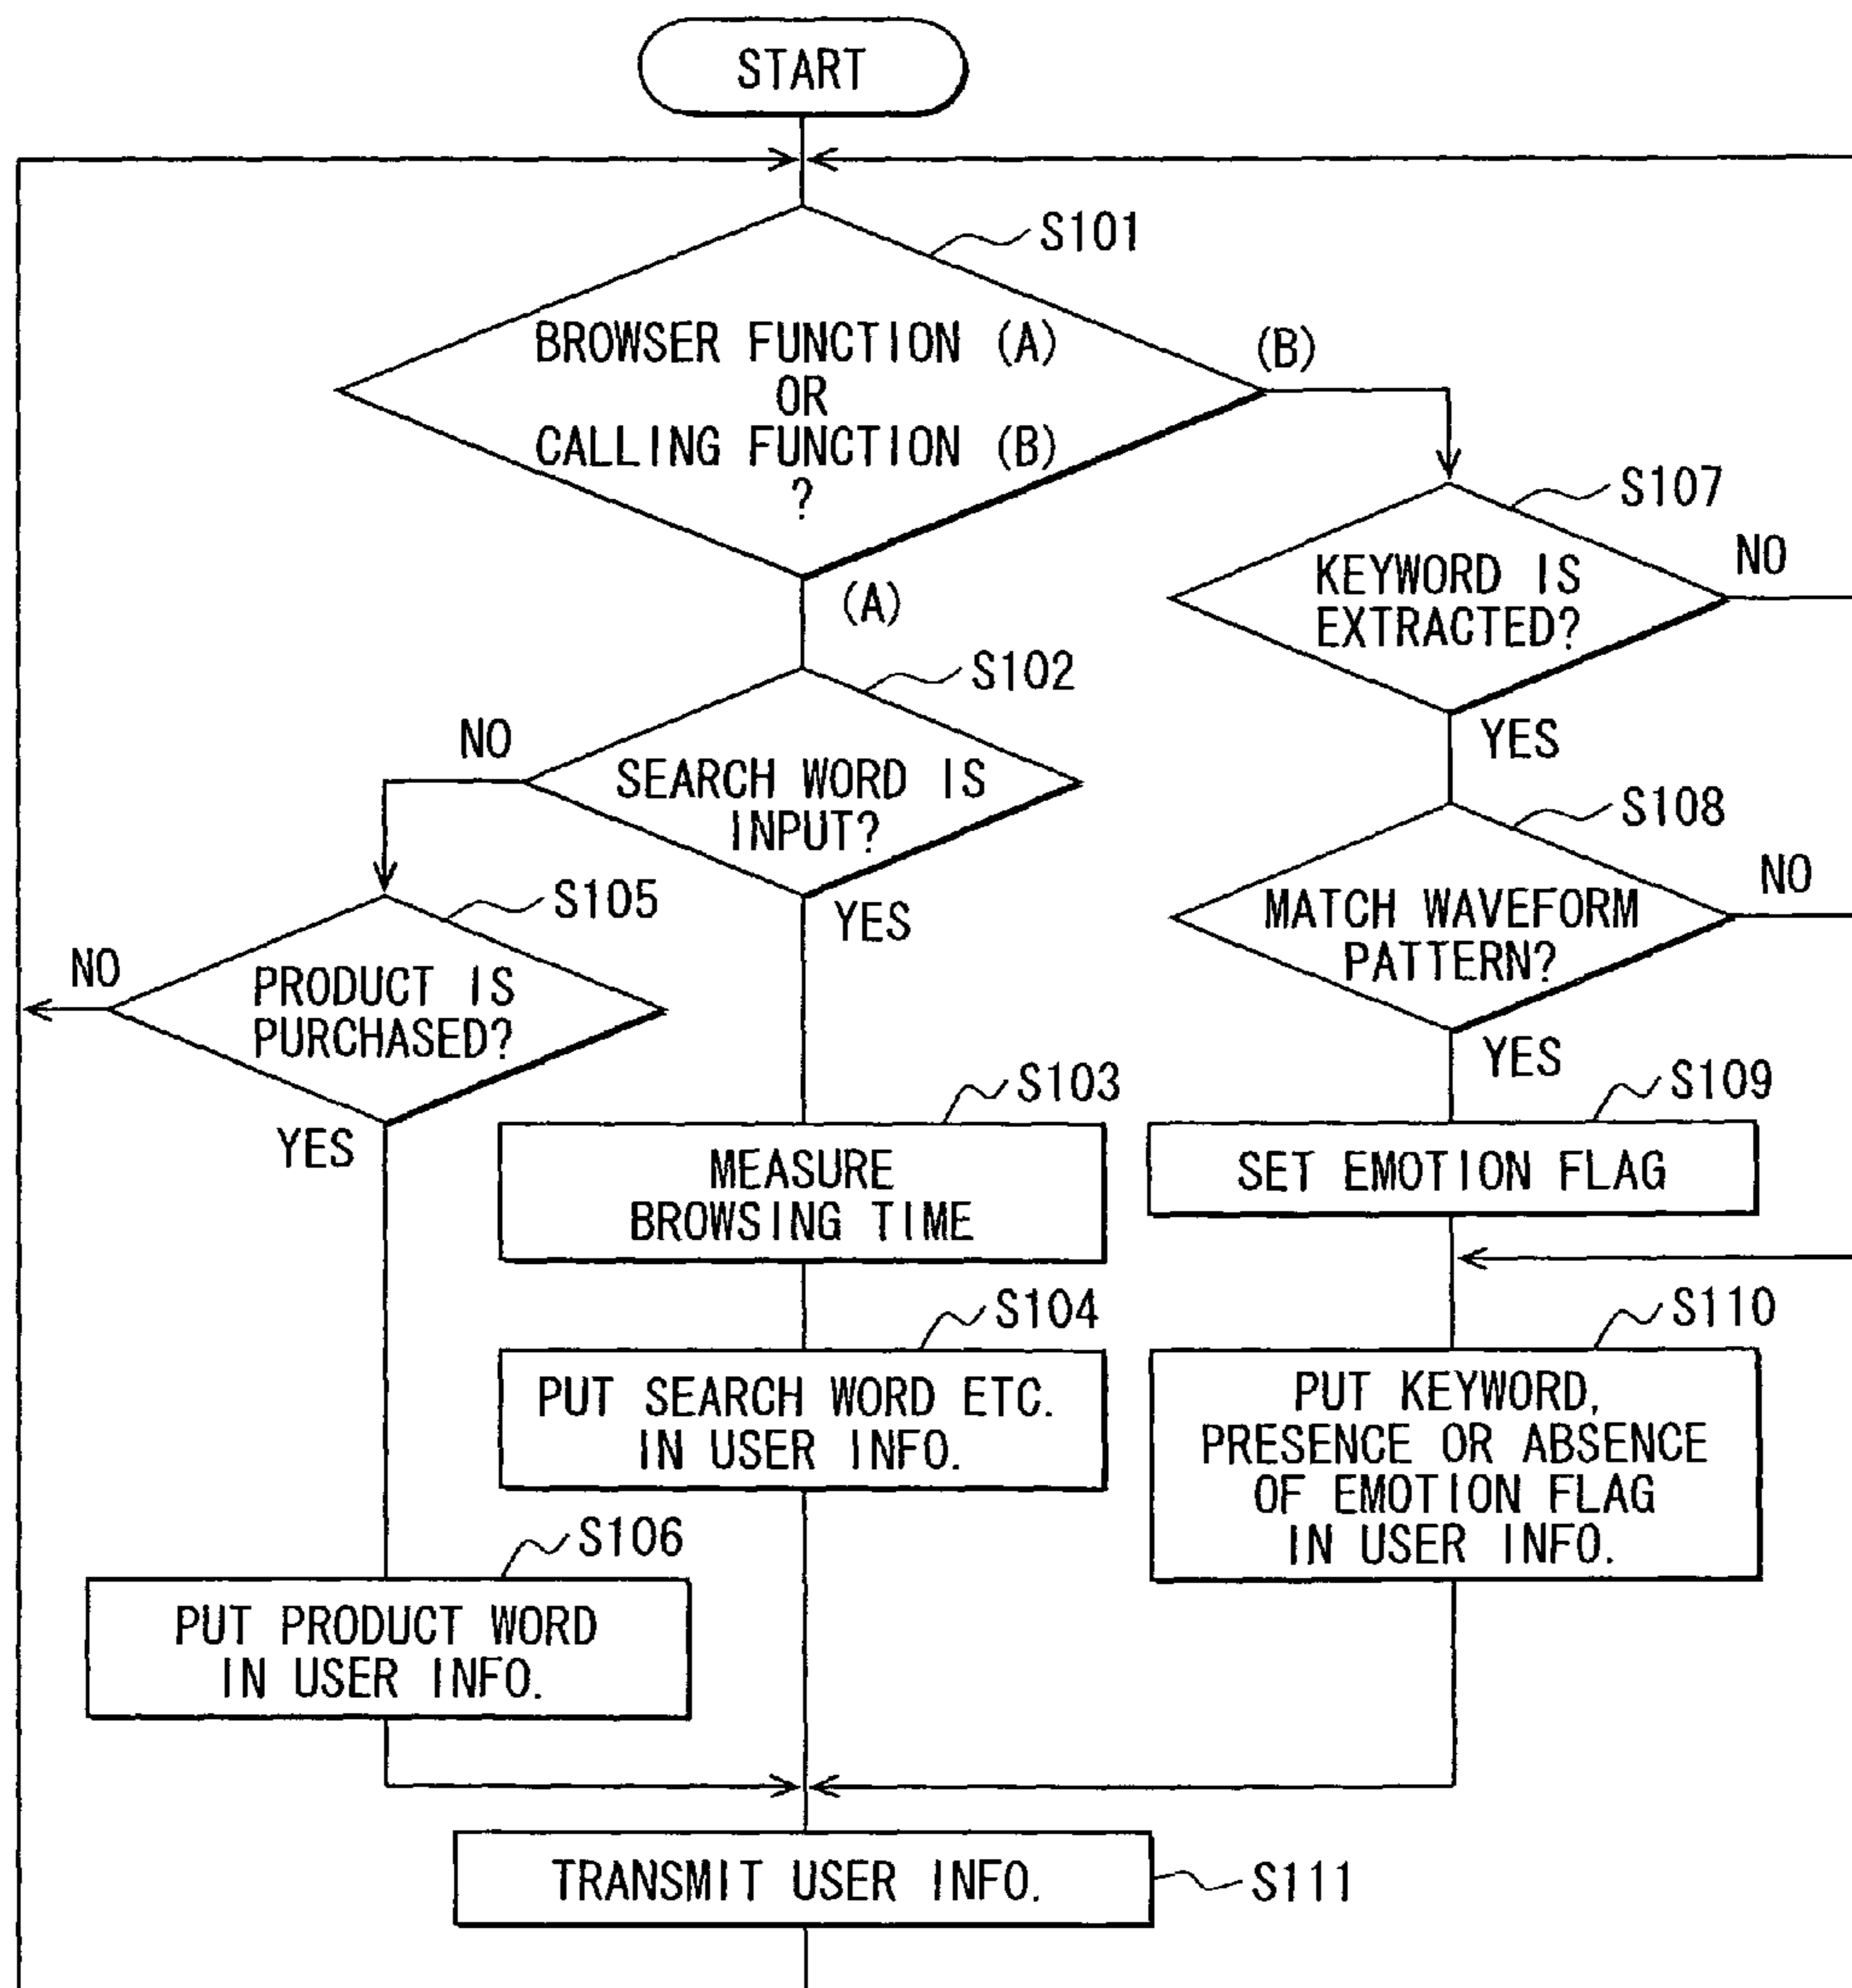 START
S101
BROWSER FUNCTION (A)
OR
CALLING FUNCTION (B)
?
(B)
(A)
S107
KEYWORD IS
EXTRACTED?
NO
YES
S102
SEARCH WORD IS
INPUT?
NO
YES
S108
MATCH WAVEFORM
PATTERN?
NO
YES
S105
PRODUCT IS
PURCHASED?
NO
YES
S103
MEASURE
BROWSING TIME
S109
SET EMOTION FLAG
S104
PUT SEARCH WORD ETC.
IN USER INFO.
S110
PUT KEYWORD,
PRESENCE OR ABSENCE
OF EMOTION FLAG
IN USER INFO.
S106
PUT PRODUCT WORD
IN USER INFO.
TRANSMIT USER INFO.
S111